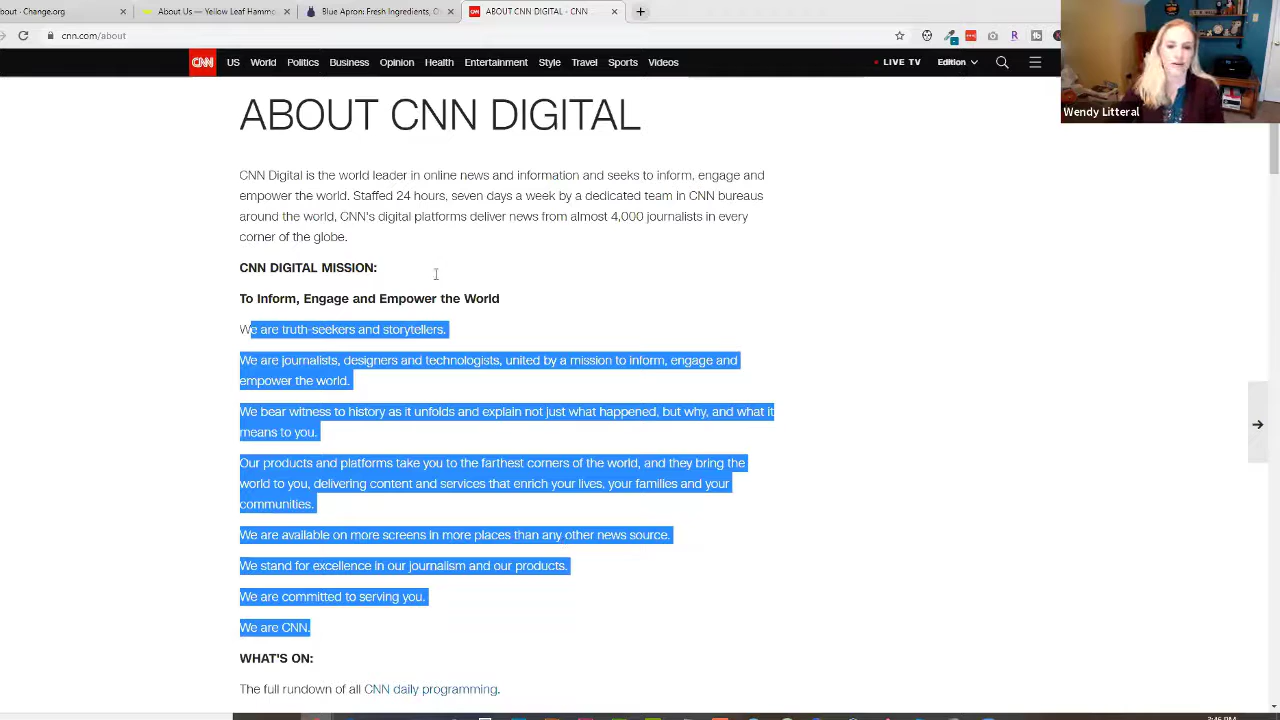 bout · Change.org
About Us — Yellow Leaf Hammo
Blue Apron: Fresh Ingredients, O
ABOUT CNN DIGITAL - CNN
cnn.com/about
CNN US World Politics Business Opinion Health Entertainment Style Travel Sports Videos LIVE TV Edition
Wendy Litteral
ABOUT CNN DIGITAL
CNN Digital is the world leader in online news and information and seeks to inform, engage and
empower the world. Staffed 24 hours, seven days a week by a dedicated team in CNN bureaus
around the world, CNN's digital platforms deliver news from almost 4,000 journalists in every
corner of the globe.
CNN DIGITAL MISSION:
To Inform, Engage and Empower the World
We are truth-seekers and storytellers.
We are journalists, designers and technologists, united by a mission to inform, engage and
empower the world.
We bear witness to history as it unfolds and explain not just what happened, but why, and what it
means to you.
Our products and platforms take you to the farthest corners of the world, and they bring the
world to you, delivering content and services that enrich your lives, your families and your
communities.
We are available on more screens in more places than any other news source.
We stand for excellence in our journalism and our products.
We are committed to serving you.
We are CNN.
WHAT'S ON:
The full rundown of all CNN daily programming.